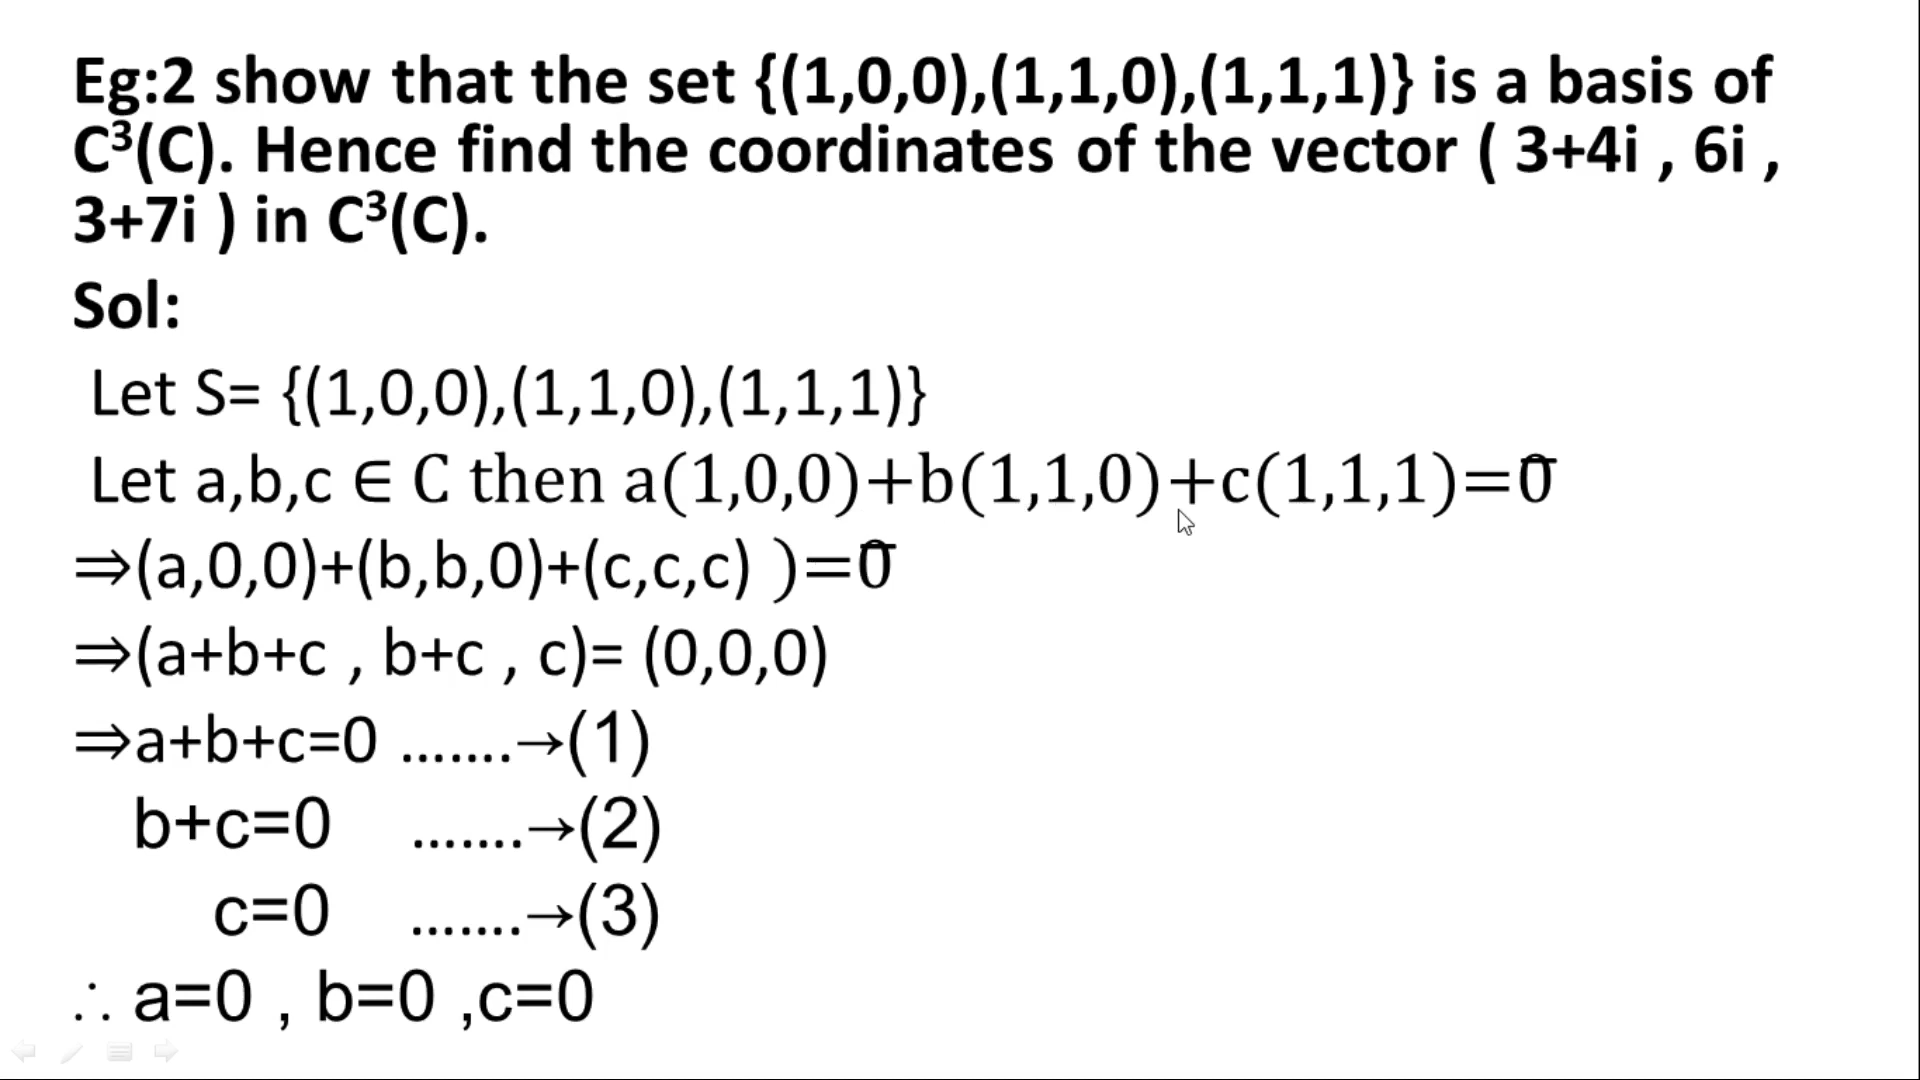 Eg:2 show that the set {(1,0,0),(1,1,0),(1,1,1)} is a basis of
C³(C). Hence find the coordinates of the vector ( 3+4i , 6i ,
3+7i ) in C³(C).
Sol:
Let S= {(1,0,0),(1,1,0),(1,1,1)}
Let a,b,c ∈ C then a(1,0,0)+b(1,1,0)+c(1,1,1)=0̅
⇒(a,0,0)+(b,b,0)+(c,c,c) )=0̅
⇒(a+b+c , b+c , c)= (0,0,0)
⇒a+b+c=0 .......→(1)
b+c=0 .......→(2)
c=0 .......→(3)
∴ a=0 , b=0 ,c=0